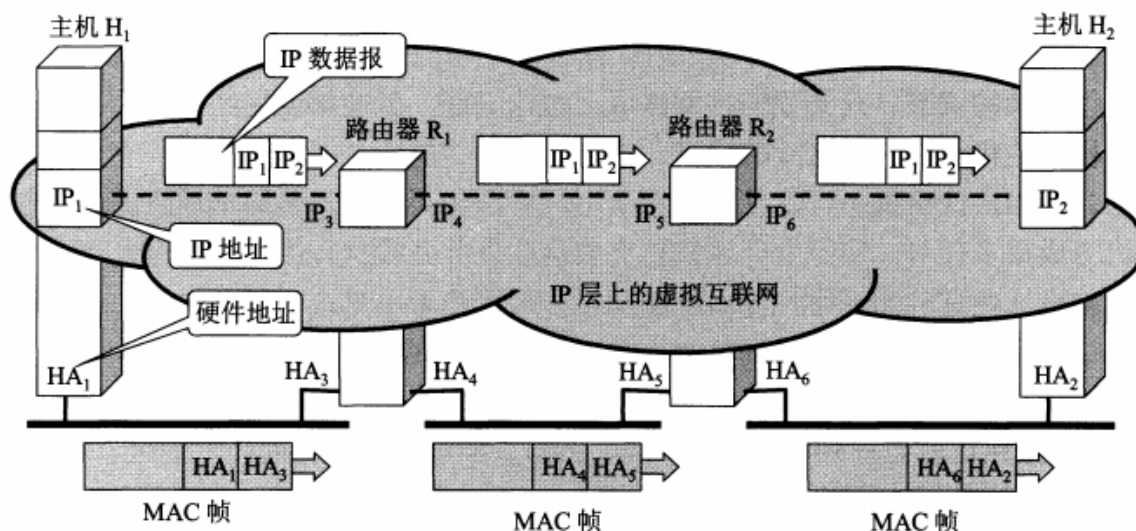 主机 H₁
主机 H₂
IP 数据报
路由器 R₁
路由器 R₂
IP₁ IP₂
IP₁ IP₂
IP₁ IP₂
IP₁
IP₃
IP₄
IP₅
IP₆
IP₂
IP 地址
IP 层上的虚拟互联网
硬件地址
HA₁
HA₃
HA₄
HA₅
HA₆
HA₂
HA₁ HA₃
HA₄ HA₅
HA₆ HA₂
MAC 帧
MAC 帧
MAC 帧